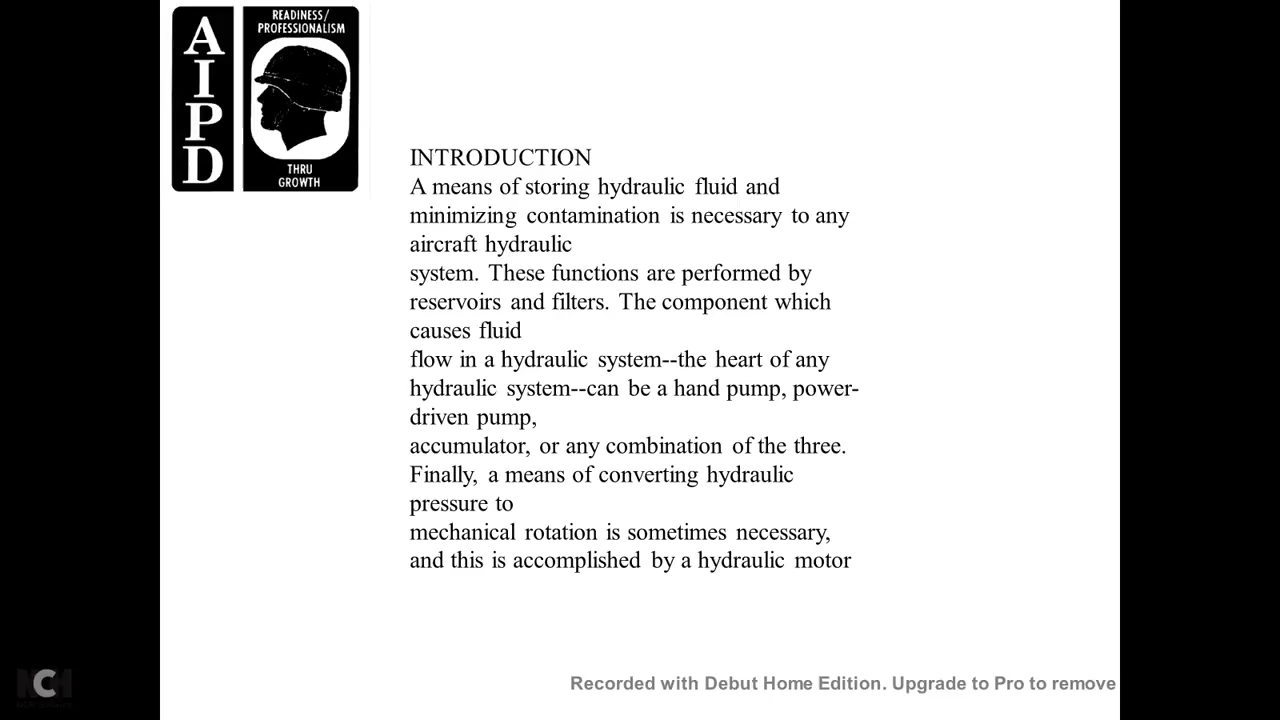 A
I
P
D
READINESS/
PROFESSIONALISM
THRU
GROWTH
INTRODUCTION
A means of storing hydraulic fluid and
minimizing contamination is necessary to any
aircraft hydraulic
system. These functions are performed by
reservoirs and filters. The component which
causes fluid
flow in a hydraulic system--the heart of any
hydraulic system--can be a hand pump, power-
driven pump,
accumulator, or any combination of the three.
Finally, a means of converting hydraulic
pressure to
mechanical rotation is sometimes necessary,
and this is accomplished by a hydraulic motor
NCH
Recorded with Debut Home Edition. Upgrade to Pro to remove